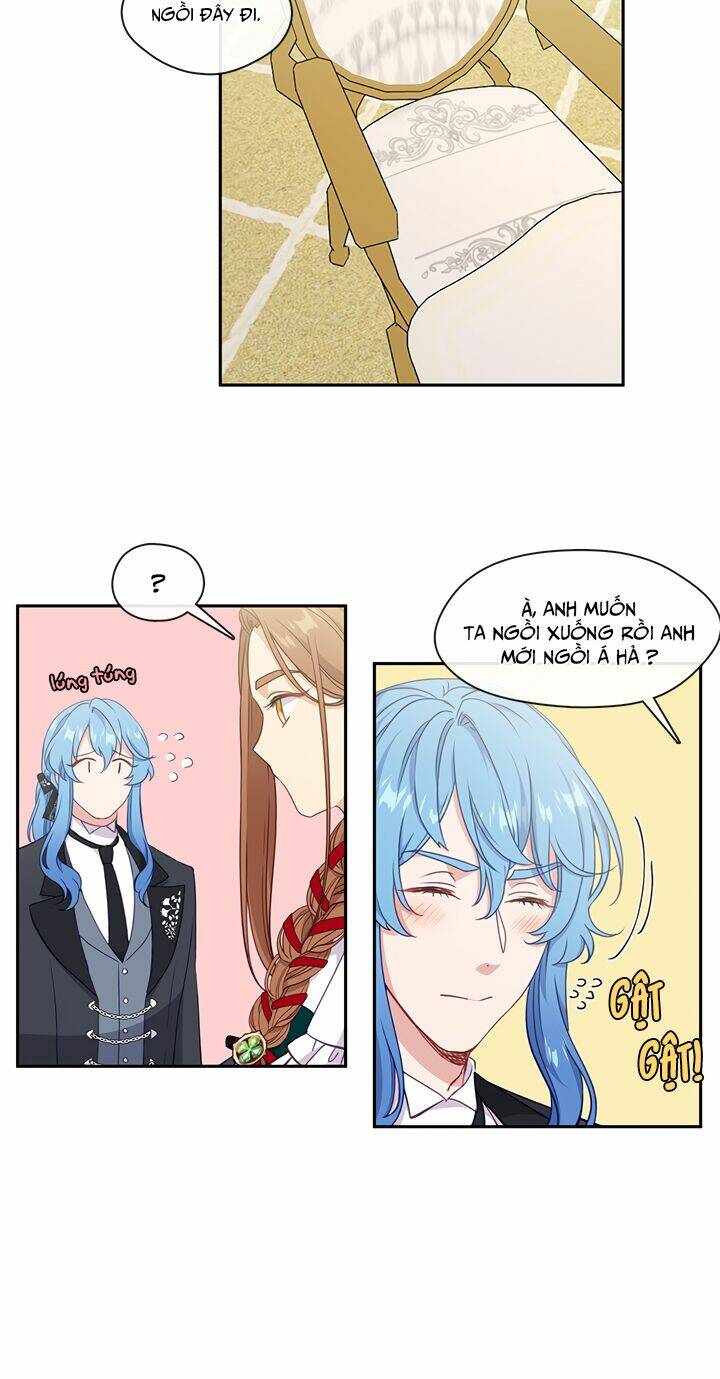 NGỒI ĐÂY ĐI.
?
lúng túng
À, ANH MUỐN
TA NGỒI XUỐNG RỒI ANH
MỚI NGỒI Á HẢ ?
GẬT
GẬT!